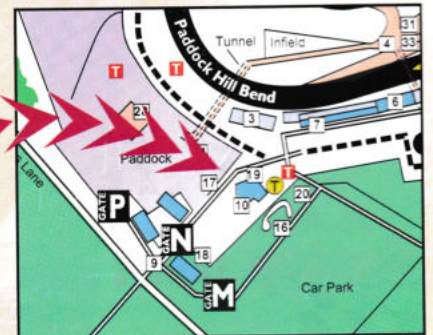 31
Tunnel
Infield
4
33
Paddock Hill Bend
T
T
6
3
7
Paddock
17
19
T
T
10
20
16
s Lane
GATE P
GATE N
18
9
GATE M
Car Park